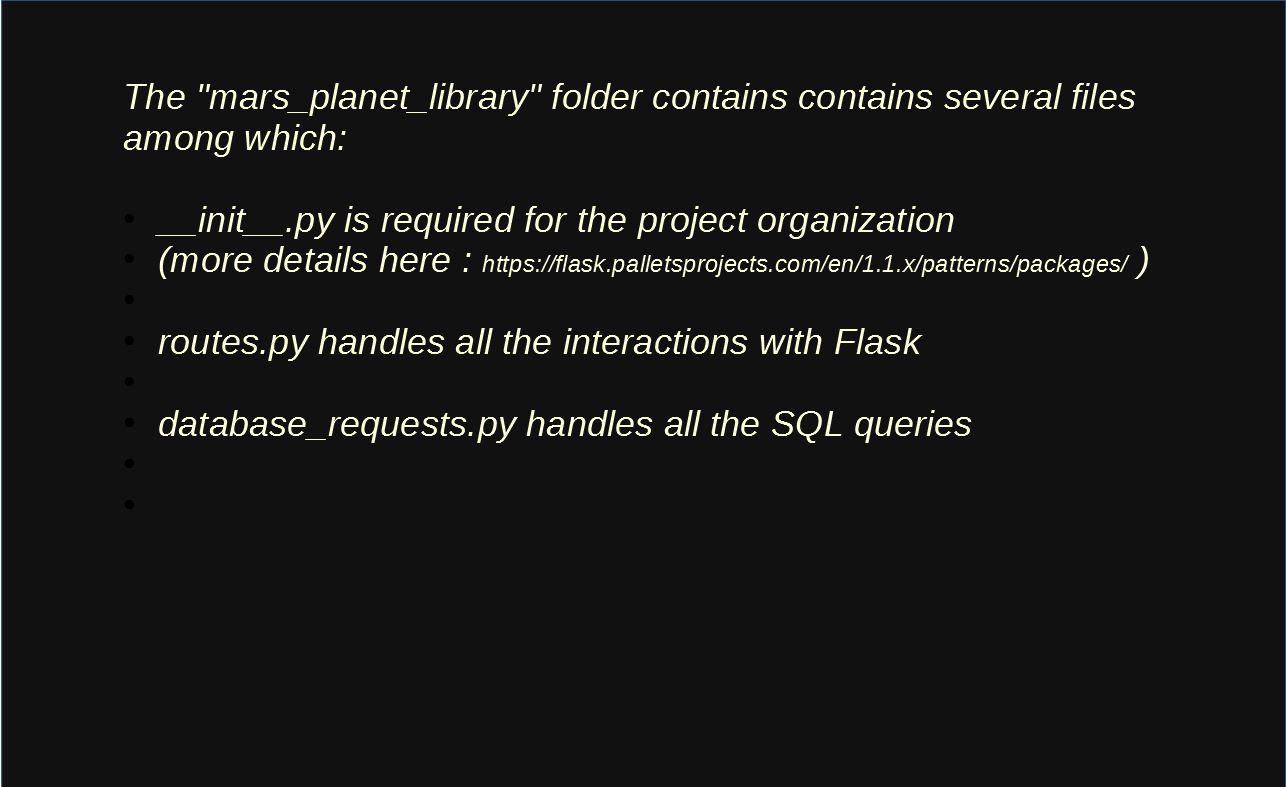 The "mars_planet_library" folder contains contains several files
among which:
• __init__.py is required for the project organization
• (more details here : https://flask.palletsprojects.com/en/1.1.x/patterns/packages/ )
•
• routes.py handles all the interactions with Flask
•
• database_requests.py handles all the SQL queries
•
•